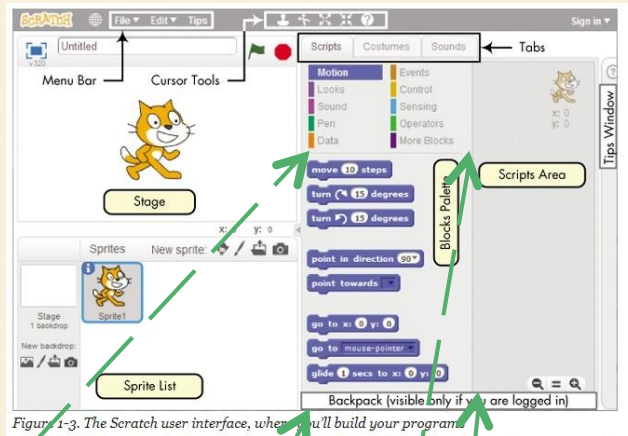 SCRATCH File Edit Tips Sign in
Untitled
v320
Menu Bar
Cursor Tools
Stage
x: y: 0
Scripts Costumes Sounds
Tabs
Motion Events
Looks Control
Sound Sensing
Pen Operators
Data More Blocks
move 10 steps
turn 15 degrees
turn 15 degrees
point in direction 90
point towards
go to x: 0 y: 0
go to mouse-pointer
glide 1 secs to x: 0 y: 0
Blocks Palette
x: 0
y: 0
Scripts Area
Tips Window
Sprites New sprite:
Stage
1 backdrop
New backdrop:
Sprite1
Sprite List
Backpack (visible only if you are logged in)
Figure 1-3. The Scratch user interface, where you'll build your programs